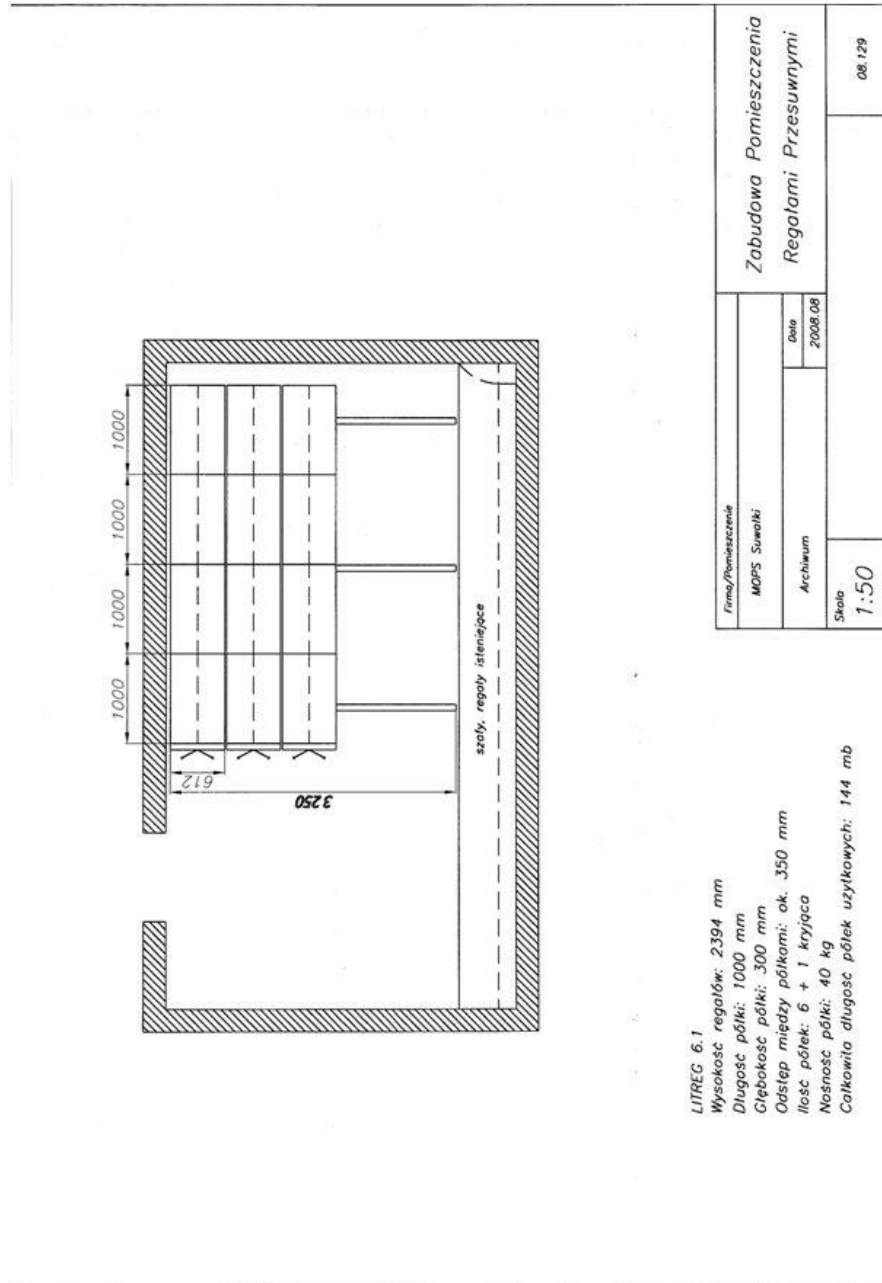 1000
1000
1000
1000
612
3250
szafy, regały isteniejące
LITREG 6.1
Wysokość regałów: 2394 mm
Długość półki: 1000 mm
Głębokość półki: 300 mm
Odstęp między półkami: ok. 350 mm
Ilość półek: 6 + 1 kryjąca
Nośność półki: 40 kg
Całkowita długość półek użytkowych: 144 mb
Firma/Pomieszczenie
MOPS Suwałki
Archiwum
Data
2008.08
Zabudowa Pomieszczenia
Regałami Przesuwnymi
Skala
1:50
08.129